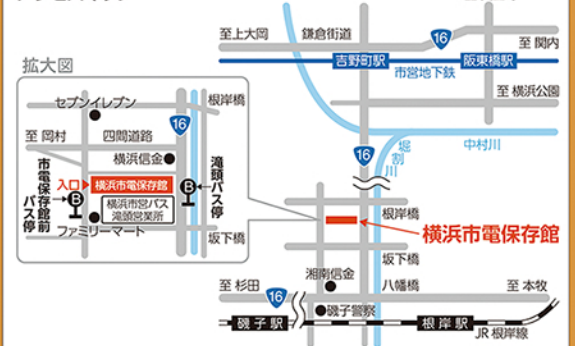 至上大岡
鎌倉街道
16
至 関内
吉野町駅
阪東橋駅
市営地下鉄
至 横浜公園
中村川
堀割川
16
根岸橋
横浜市電保存館
坂下橋
湘南信金
八幡橋
至 杉田
16
至 本牧
磯子警察
磯子駅
根岸駅
JR 根岸線
拡大図
セブンイレブン
根岸橋
16
至 岡村
四間道路
横浜信金
滝頭バス停
入口
横浜市電保存館
B
B
市電保存館前
バス停
横浜市営バス
滝頭営業所
ファミリーマート
坂下橋